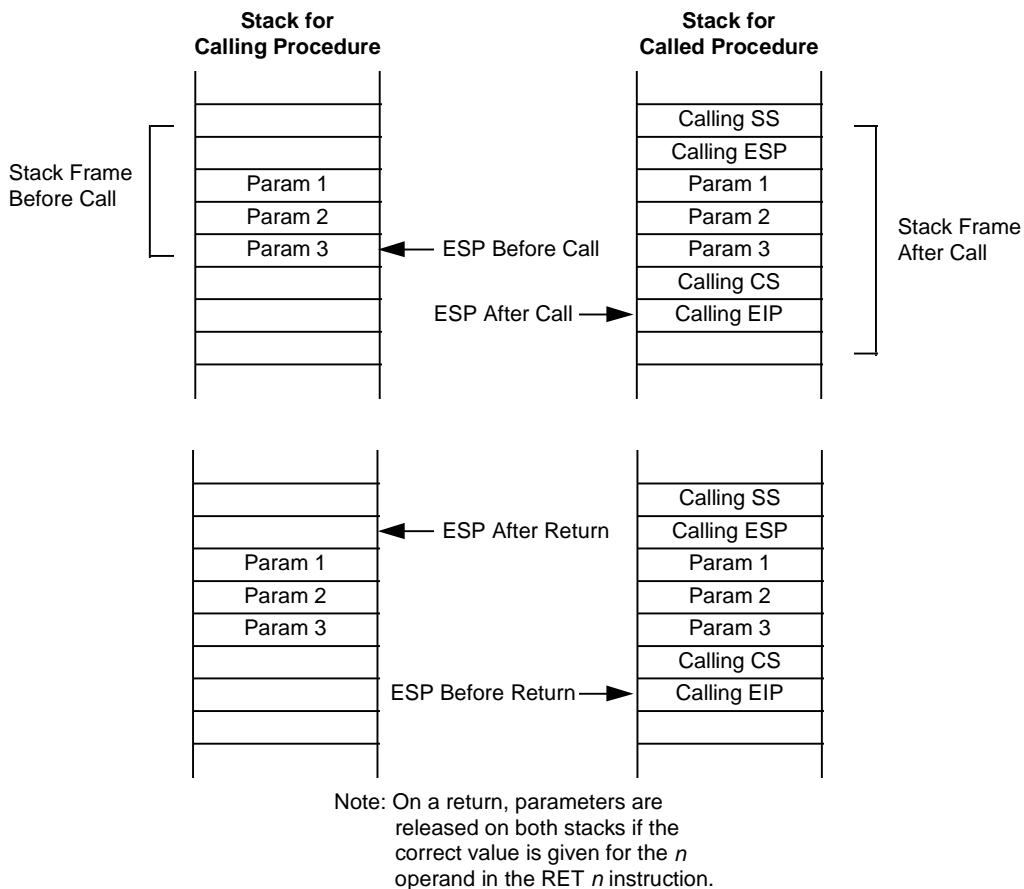 Stack for
Calling Procedure
Stack for
Called Procedure
Stack Frame
Before Call
Param 1
Param 2
Param 3
ESP Before Call
ESP After Call
Calling SS
Calling ESP
Param 1
Param 2
Param 3
Calling CS
Calling EIP
Stack Frame
After Call
Param 1
Param 2
Param 3
ESP After Return
ESP Before Return
Calling SS
Calling ESP
Param 1
Param 2
Param 3
Calling CS
Calling EIP
Note: On a return, parameters are
released on both stacks if the
correct value is given for the n
operand in the RET n instruction.